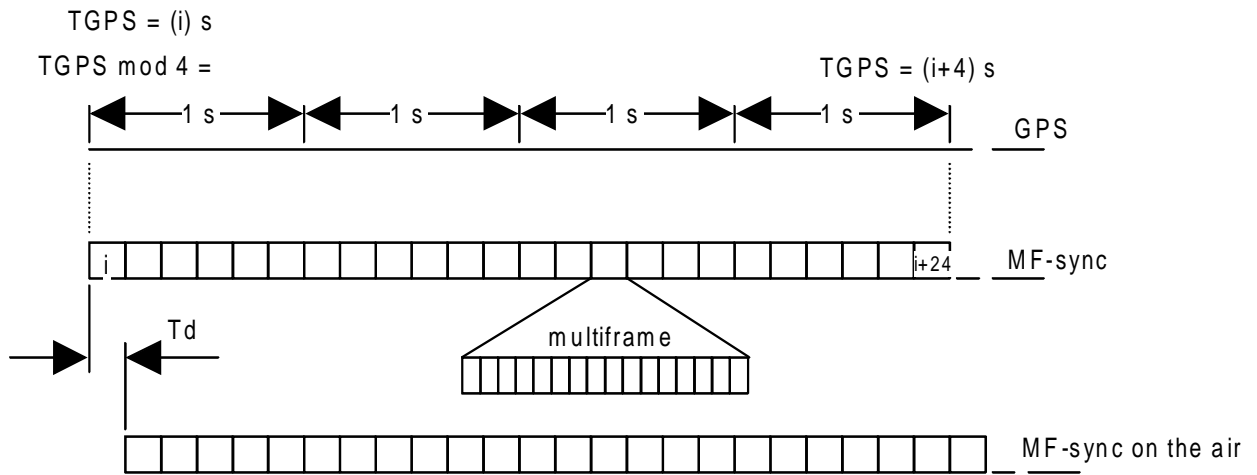 TGPS = (i) s
TGPS mod 4 =
TGPS = (i+4) s
1 s 1 s 1 s 1 s
GPS
i i+24 MF-sync
Td
multiframe
MF-sync on the air